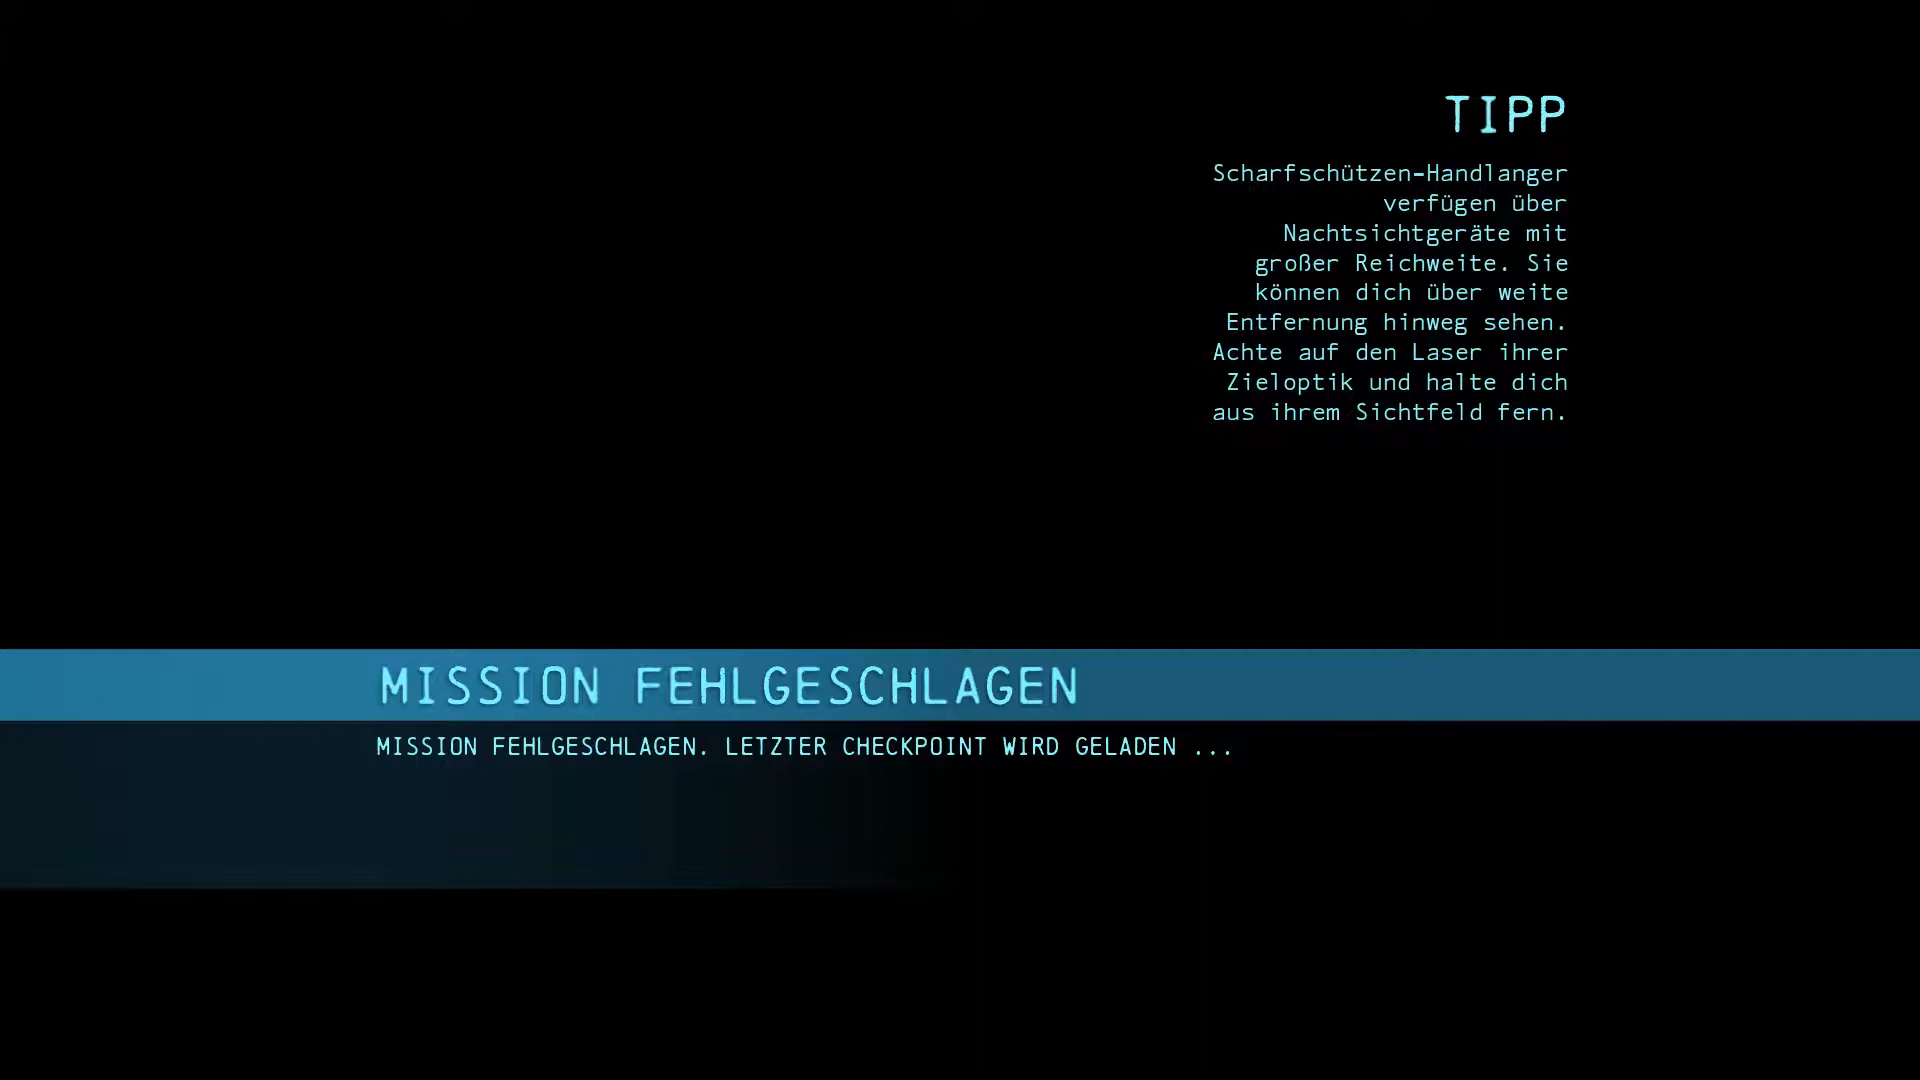 TIPP
Scharfschützen-Handlanger
verfügen über
Nachtsichtgeräte mit
großer Reichweite. Sie
können dich über weite
Entfernung hinweg sehen.
Achte auf den Laser ihrer
Zieloptik und halte dich
aus ihrem Sichtfeld fern.
MISSION FEHLGESCHLAGEN
MISSION FEHLGESCHLAGEN. LETZTER CHECKPOINT WIRD GELADEN ...